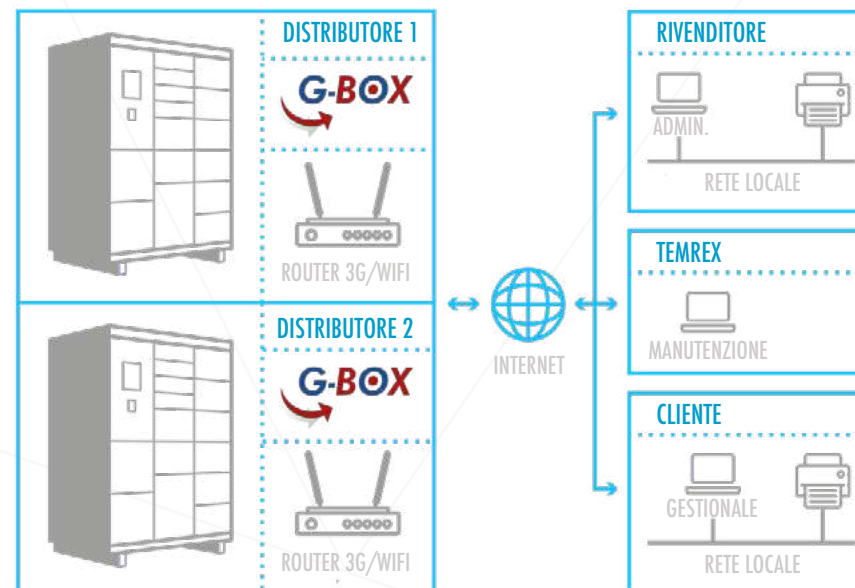 DISTRIBUTORE 1
G-BOX
ROUTER 3G/WIFI
DISTRIBUTORE 2
G-BOX
ROUTER 3G/WIFI
INTERNET
RIVENDITORE
ADMIN.
RETE LOCALE
TEMREX
MANUTENZIONE
CLIENTE
GESTIONALE
RETE LOCALE